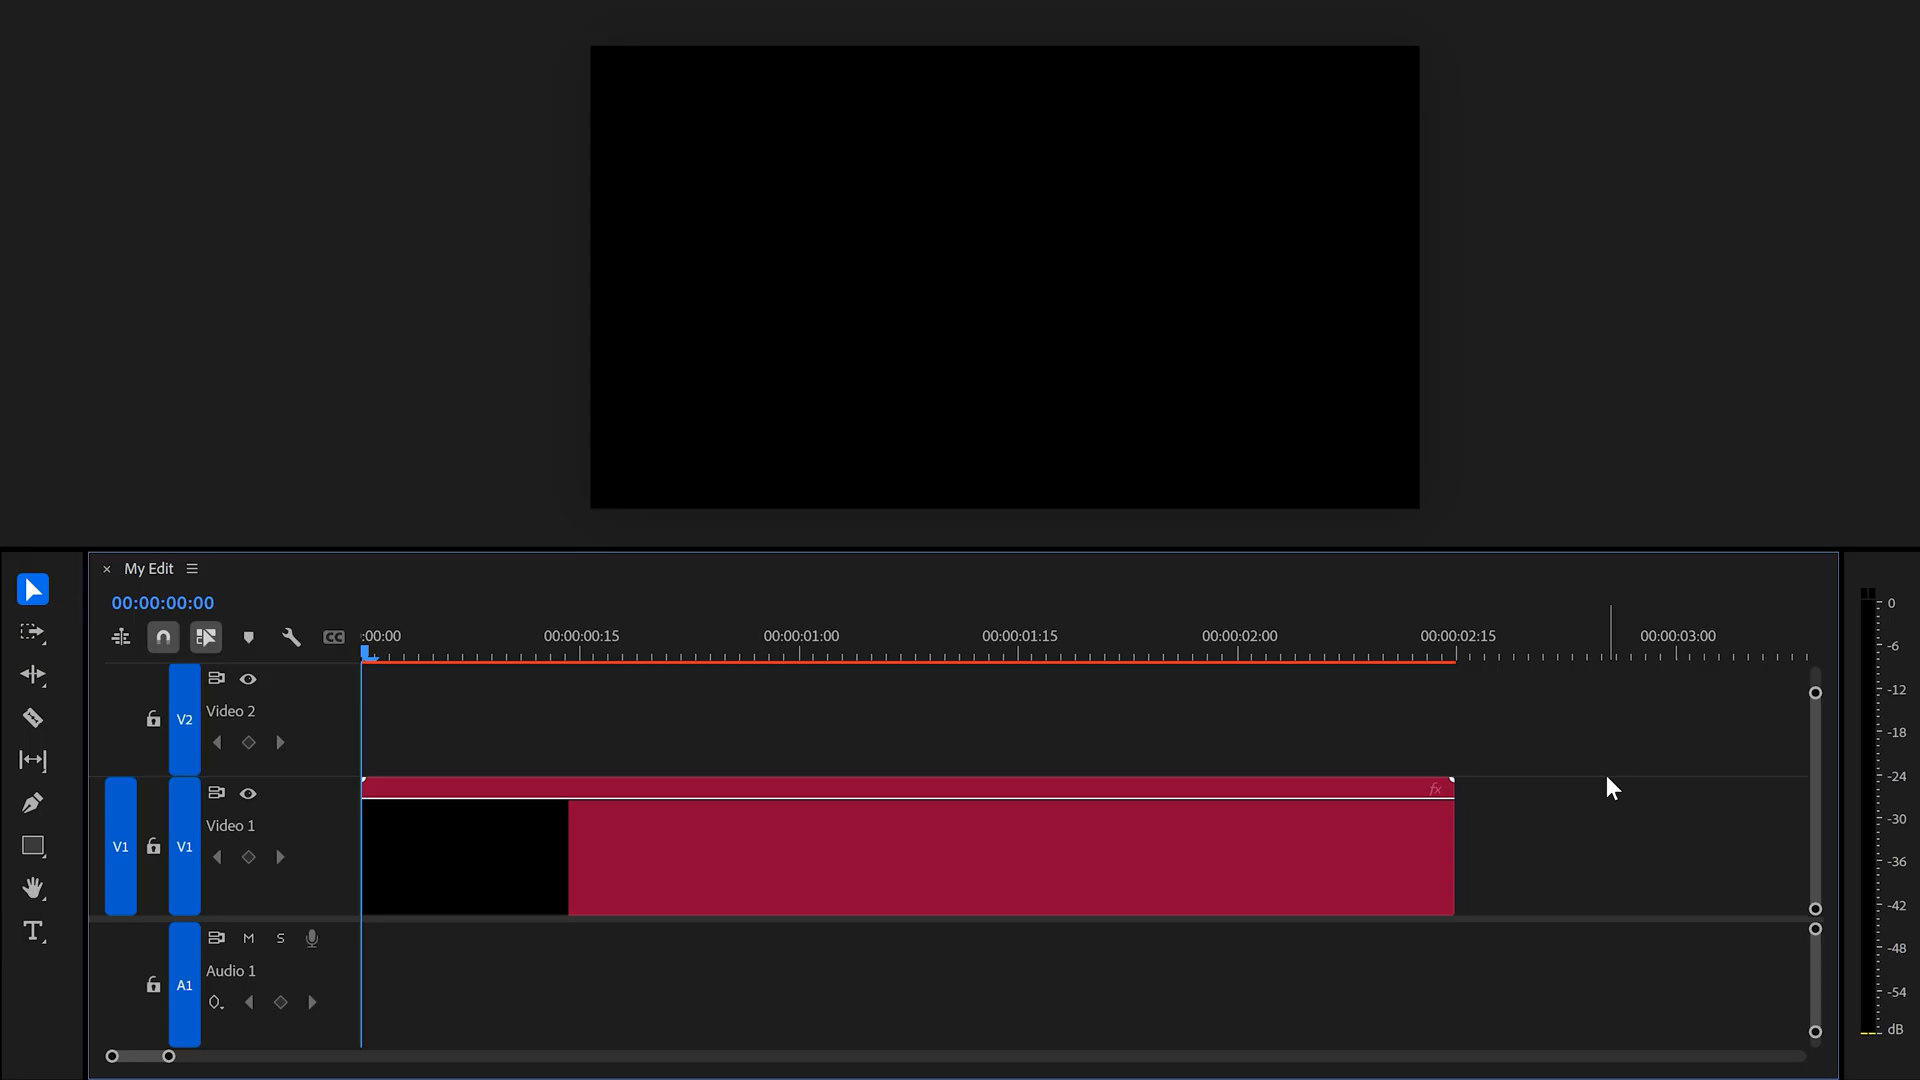 × My Edit
00:00:00:00
:00:00 00:00:00:15 00:00:01:00 00:00:01:15 00:00:02:00 00:00:02:15 00:00:03:00
CC
V2 Video 2
fx
V1 V1 Video 1
M S
A1 Audio 1
T
0
-6
-12
-18
-24
-30
-36
-42
-48
-54
dB